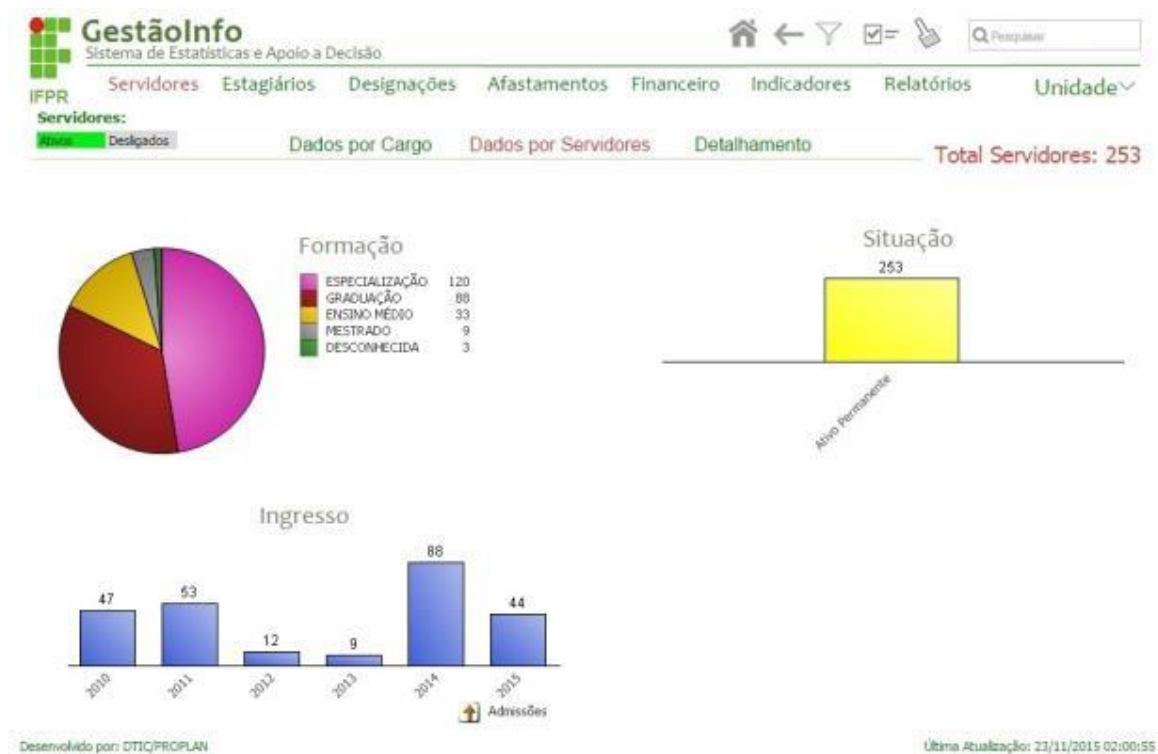 GestãoInfo
Sistema de Estatísticas e Apoio a Decisão
Pesquisar
IFPR
Servidores Estagiários Designações Afastamentos Financeiro Indicadores Relatórios Unidade
Servidores:
Ativos Desligados
Dados por Cargo Dados por Servidores Detalhamento
Total Servidores: 253
Formação
ESPECIALIZAÇÃO 120
GRADUAÇÃO 88
ENSINO MÉDIO 33
MESTRADO 9
DESCONHECIDA 3
Situação
253
Ativo Permanente
Ingresso
47 53 12 9 88 44
2010 2011 2012 2013 2014 2015
Admissões
Desenvolvido por: DTIC/PROPLAN
Última Atualização: 23/11/2015 02:00:55